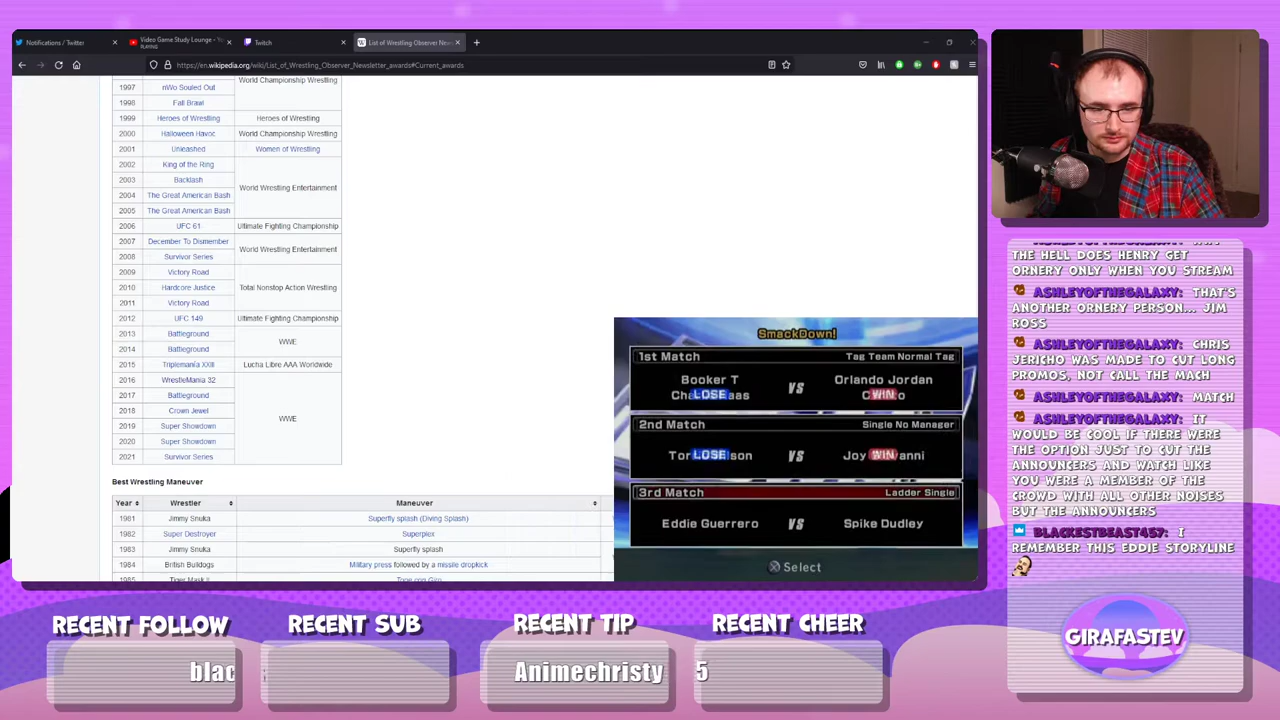 Notifications / Twitter
Video Game Study Lounge -
PLAYING
Twitch
List of Wrestling Observer New
https://en.wikipedia.org/wiki/List_of_Wrestling_Observer_Newsletter_awards#Current_awards
World Championship Wrestling
1997 nWo Souled Out
1998 Fall Brawl
1999 Heroes of Wrestling Heroes of Wrestling
2000 Halloween Havoc World Championship Wrestling
2001 Unleashed Women of Wrestling
2002 King of the Ring
2003 Backlash
World Wrestling Entertainment
2004 The Great American Bash
2005 The Great American Bash
2006 UFC 61 Ultimate Fighting Championship
2007 December To Dismember
World Wrestling Entertainment
2008 Survivor Series
2009 Victory Road
2010 Hardcore Justice Total Nonstop Action Wrestling
2011 Victory Road
2012 UFC 149 Ultimate Fighting Championship
2013 Battleground
WWE
2014 Battleground
2015 Triplemanía XXIII Lucha Libre AAA Worldwide
2016 WrestleMania 32
2017 Battleground
2018 Crown Jewel
WWE
2019 Super Showdown
2020 Super Showdown
2021 Survivor Series
Best Wrestling Maneuver
Year Wrestler Maneuver
1981 Jimmy Snuka Superfly splash (Diving Splash)
1982 Super Destroyer Superplex
1983 Jimmy Snuka Superfly splash
1984 British Bulldogs Military press followed by a missile dropkick
SmackDown!
1st Match Tag Team Normal Tag
Booker T VS Orlando Jordan
LOSE WIN
2nd Match Single No Manager
LOSE VS Joy WIN
3rd Match Ladder Single
Eddie Guerrero VS Spike Dudley
Select
THE HELL DOES HENRY GET
ORNERY ONLY WHEN YOU STREAM
ASHLEYOFTHEGALAXY: THAT'S
ANOTHER ORNERY PERSON... JIM
ROSS
ASHLEYOFTHEGALAXY: CHRIS
JERICHO WAS MADE TO CUT LONG
PROMOS, NOT CALL THE MACH
ASHLEYOFTHEGALAXY: MATCH
ASHLEYOFTHEGALAXY: IT
WOULD BE COOL IF THERE WERE
THE OPTION JUST TO CUT THE
ANNOUNCERS AND WATCH LIKE
YOU WERE A MEMBER OF THE
CROWD WITH ALL OTHER NOISES
BUT THE ANNOUNCERS
BLACKESTBEAST457: I
REMEMBER THIS EDDIE STORYLINE
GIRAFASTEV
RECENT FOLLOW RECENT SUB RECENT TIP RECENT CHEER
blac Animechristy 5